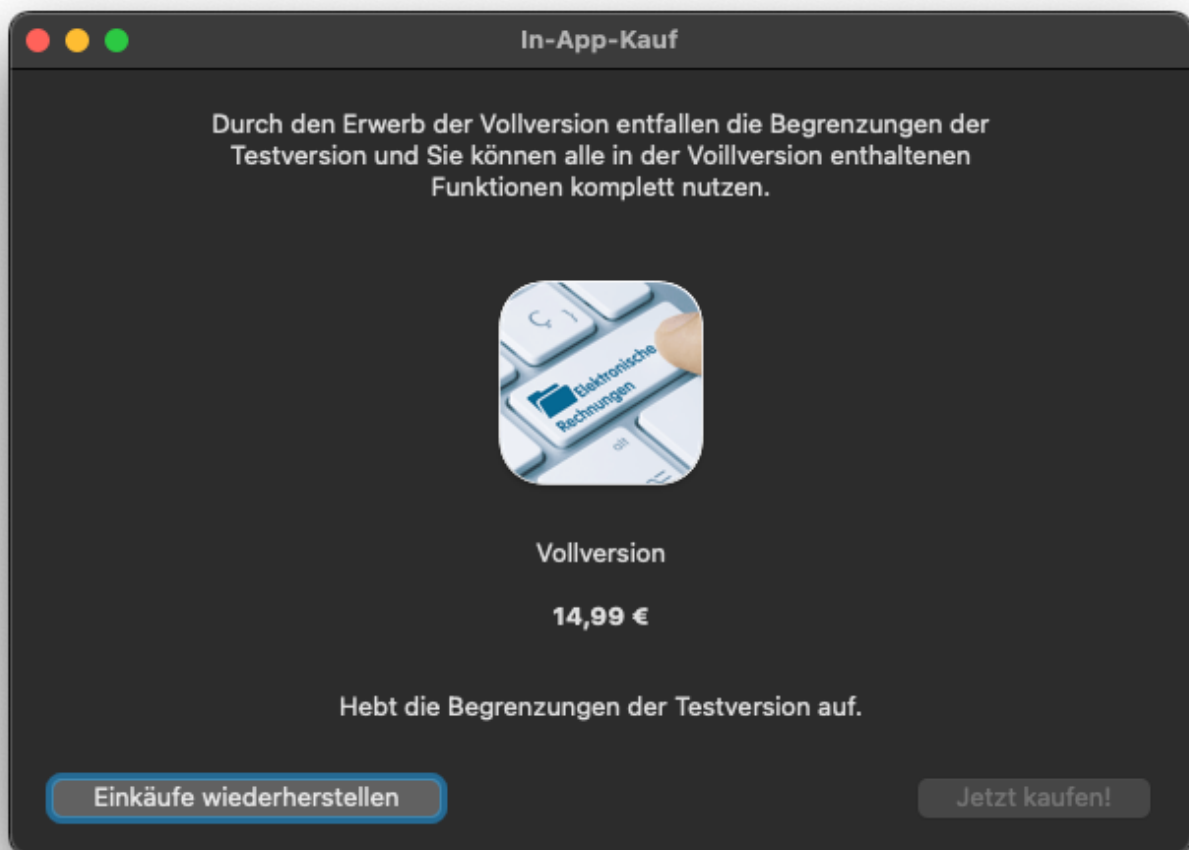 In-App-Kauf
Durch den Erwerb der Vollversion entfallen die Begrenzungen der
Testversion und Sie können alle in der Voillversion enthaltenen
Funktionen komplett nutzen.
Ç }
Elektronische
Rechnungen
alt
Vollversion
14,99 €
Hebt die Begrenzungen der Testversion auf.
Einkäufe wiederherstellen
Jetzt kaufen!